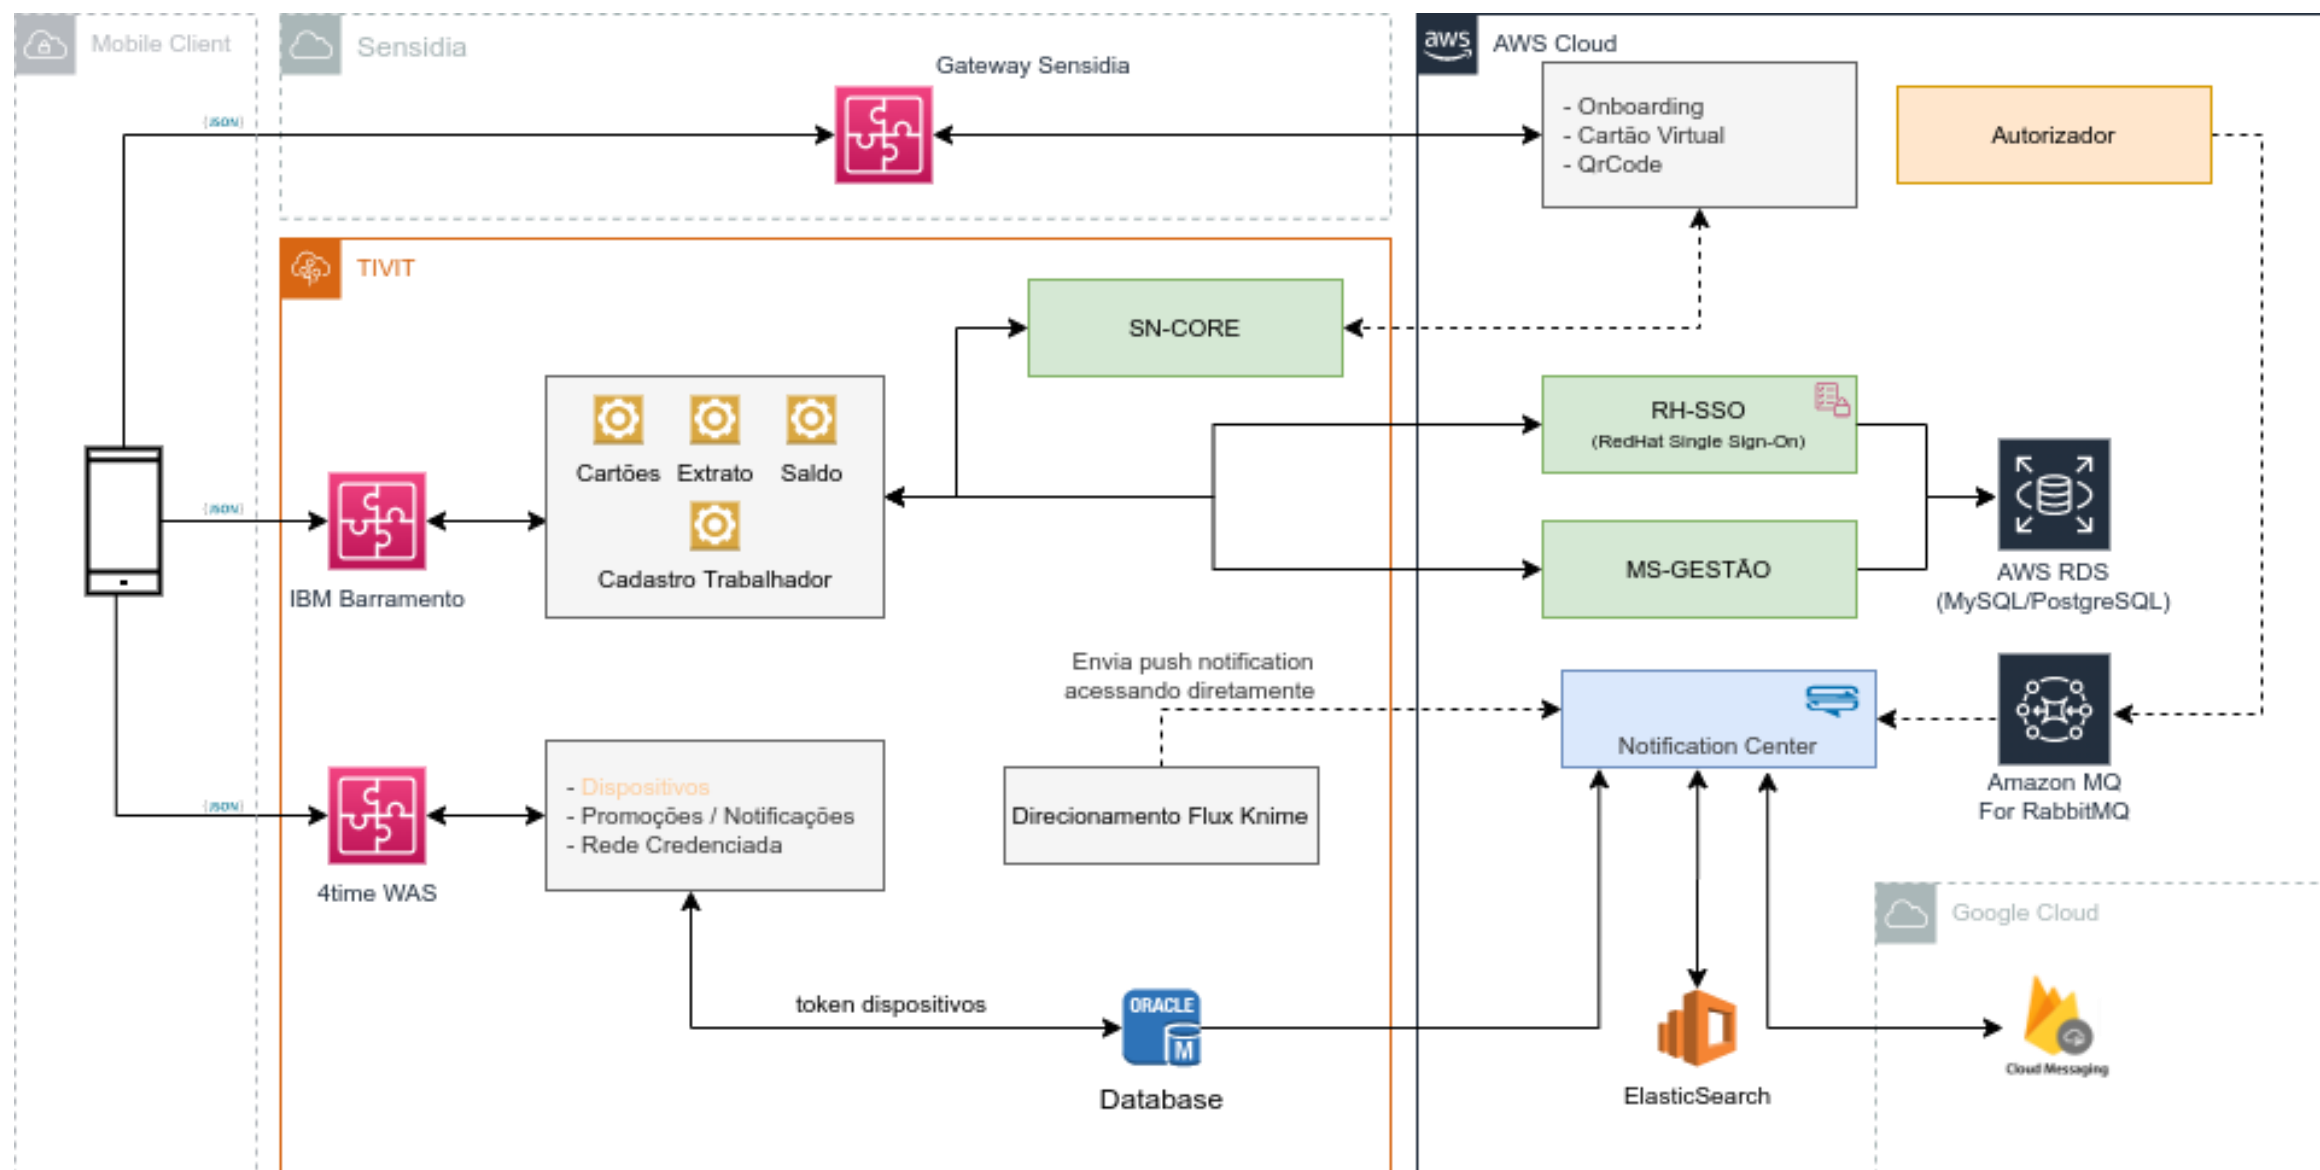 Mobile Client
Sensidia
Gateway Sensidia
aws
AWS Cloud
- Onboarding
- Cartão Virtual
- QrCode
Autorizador
{JSON}
TIVIT
SN-CORE
Cartões
Extrato
Saldo
Cadastro Trabalhador
RH-SSO
(RedHat Single Sign-On)
MS-GESTÃO
AWS RDS
(MySQL/PostgreSQL)
{JSON}
IBM Barramento
Envia push notification
acessando diretamente
Notification Center
Amazon MQ
For RabbitMQ
- Dispositivos
- Promoções / Notificações
- Rede Credenciada
Direcionamento Flux Knime
{JSON}
4time WAS
Google Cloud
token dispositivos
ORACLE
M
Database
ElasticSearch
Cloud Messaging